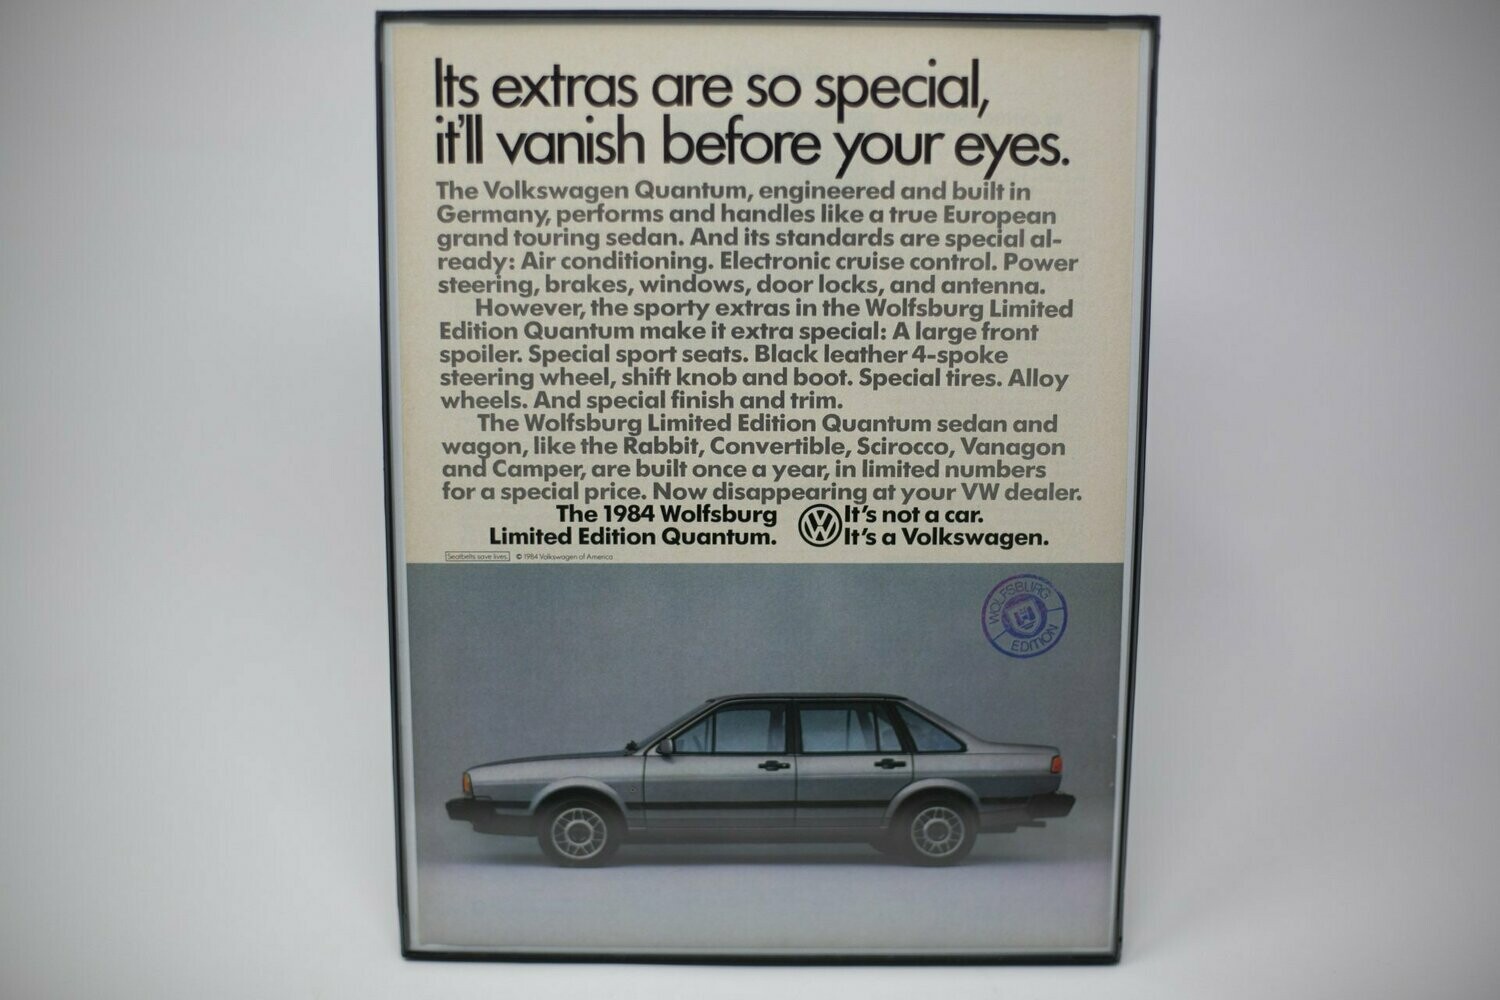 Its extras are so special,
it'll vanish before your eyes.
The Volkswagen Quantum, engineered and built in
Germany, performs and handles like a true European
grand touring sedan. And its standards are special al-
ready: Air conditioning. Electronic cruise control. Power
steering, brakes, windows, door locks, and antenna.
However, the sporty extras in the Wolfsburg Limited
Edition Quantum make it extra special: A large front
spoiler. Special sport seats. Black leather 4-spoke
steering wheel, shift knob and boot. Special tires. Alloy
wheels. And special finish and trim.
The Wolfsburg Limited Edition Quantum sedan and
wagon, like the Rabbit, Convertible, Scirocco, Vanagon
and Camper, are built once a year, in limited numbers
for a special price. Now disappearing at your VW dealer.
The 1984 Wolfsburg
Limited Edition Quantum.
It's not a car.
It's a Volkswagen.
Seatbelts save lives. © 1984 Volkswagen of America
WOLFSBURG
EDITION